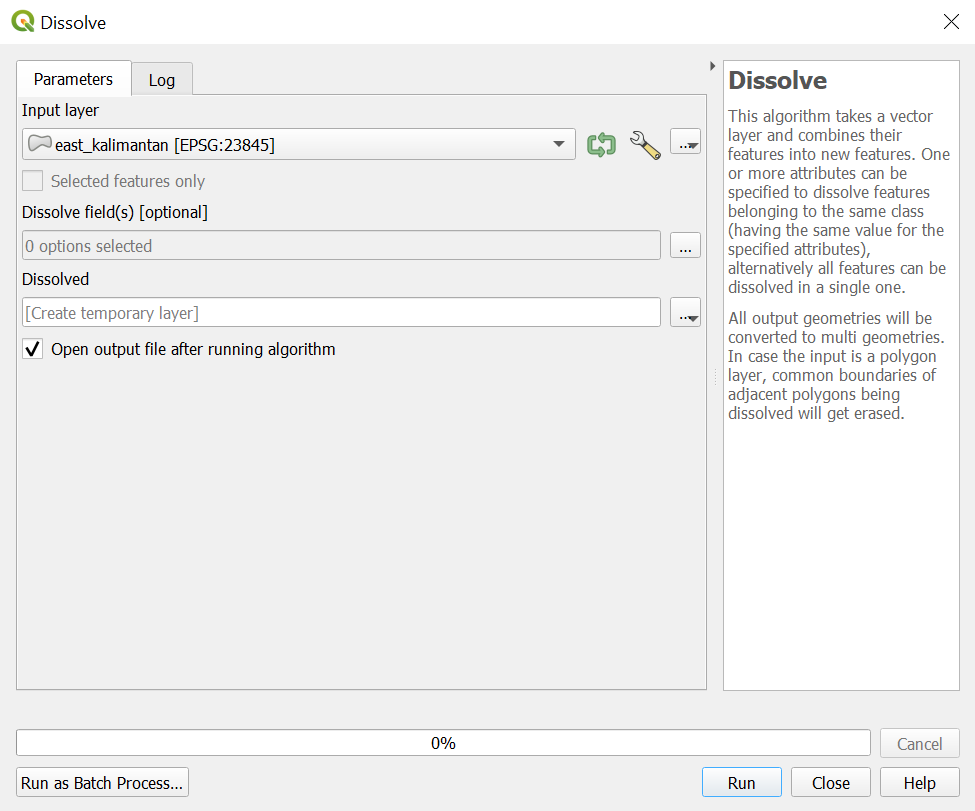 Dissolve
Parameters
Log
Input layer
east_kalimantan [EPSG:23845]
...
Selected features only
Dissolve field(s) [optional]
0 options selected
...
Dissolved
[Create temporary layer]
...
Open output file after running algorithm
Dissolve
This algorithm takes a vector
layer and combines their
features into new features. One
or more attributes can be
specified to dissolve features
belonging to the same class
(having the same value for the
specified attributes),
alternatively all features can be
dissolved in a single one.
All output geometries will be
converted to multi geometries.
In case the input is a polygon
layer, common boundaries of
adjacent polygons being
dissolved will get erased.
0%
Cancel
Run as Batch Process...
Run
Close
Help